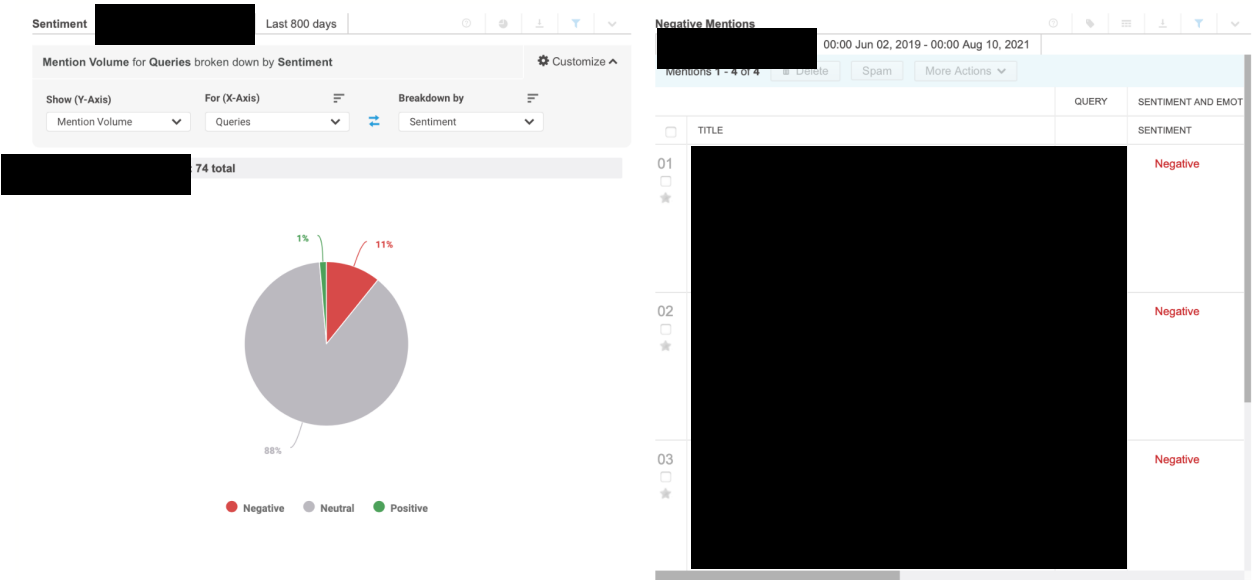 Sentiment
Last 800 days
Mention Volume for Queries broken down by Sentiment
Customize
Show (Y-Axis)
For (X-Axis)
Breakdown by
Mention Volume
Queries
Sentiment
: 74 total
1%
11%
88%
Negative
Neutral
Positive
Negative Mentions
00:00 Jun 02, 2019 - 00:00 Aug 10, 2021
Mentions 1 - 4 of 4
Delete
Spam
More Actions
QUERY
SENTIMENT AND EMOT
TITLE
SENTIMENT
01
Negative
02
Negative
03
Negative